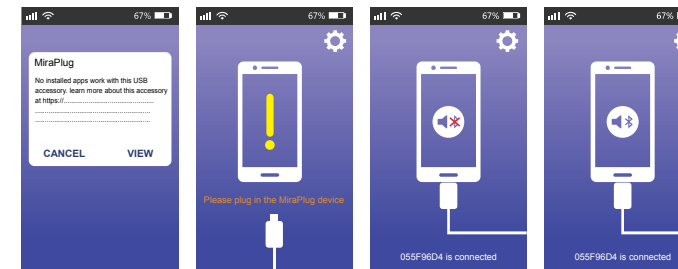 67%
MiraPlug
No installed apps work with this USB
accessory. learn more about this accessory
at https://..............................................
..........................................................
..........................................................
CANCEL VIEW
67%
Please plug in the MiraPlug device
67%
055F96D4 is connected
67%
055F96D4 is connected